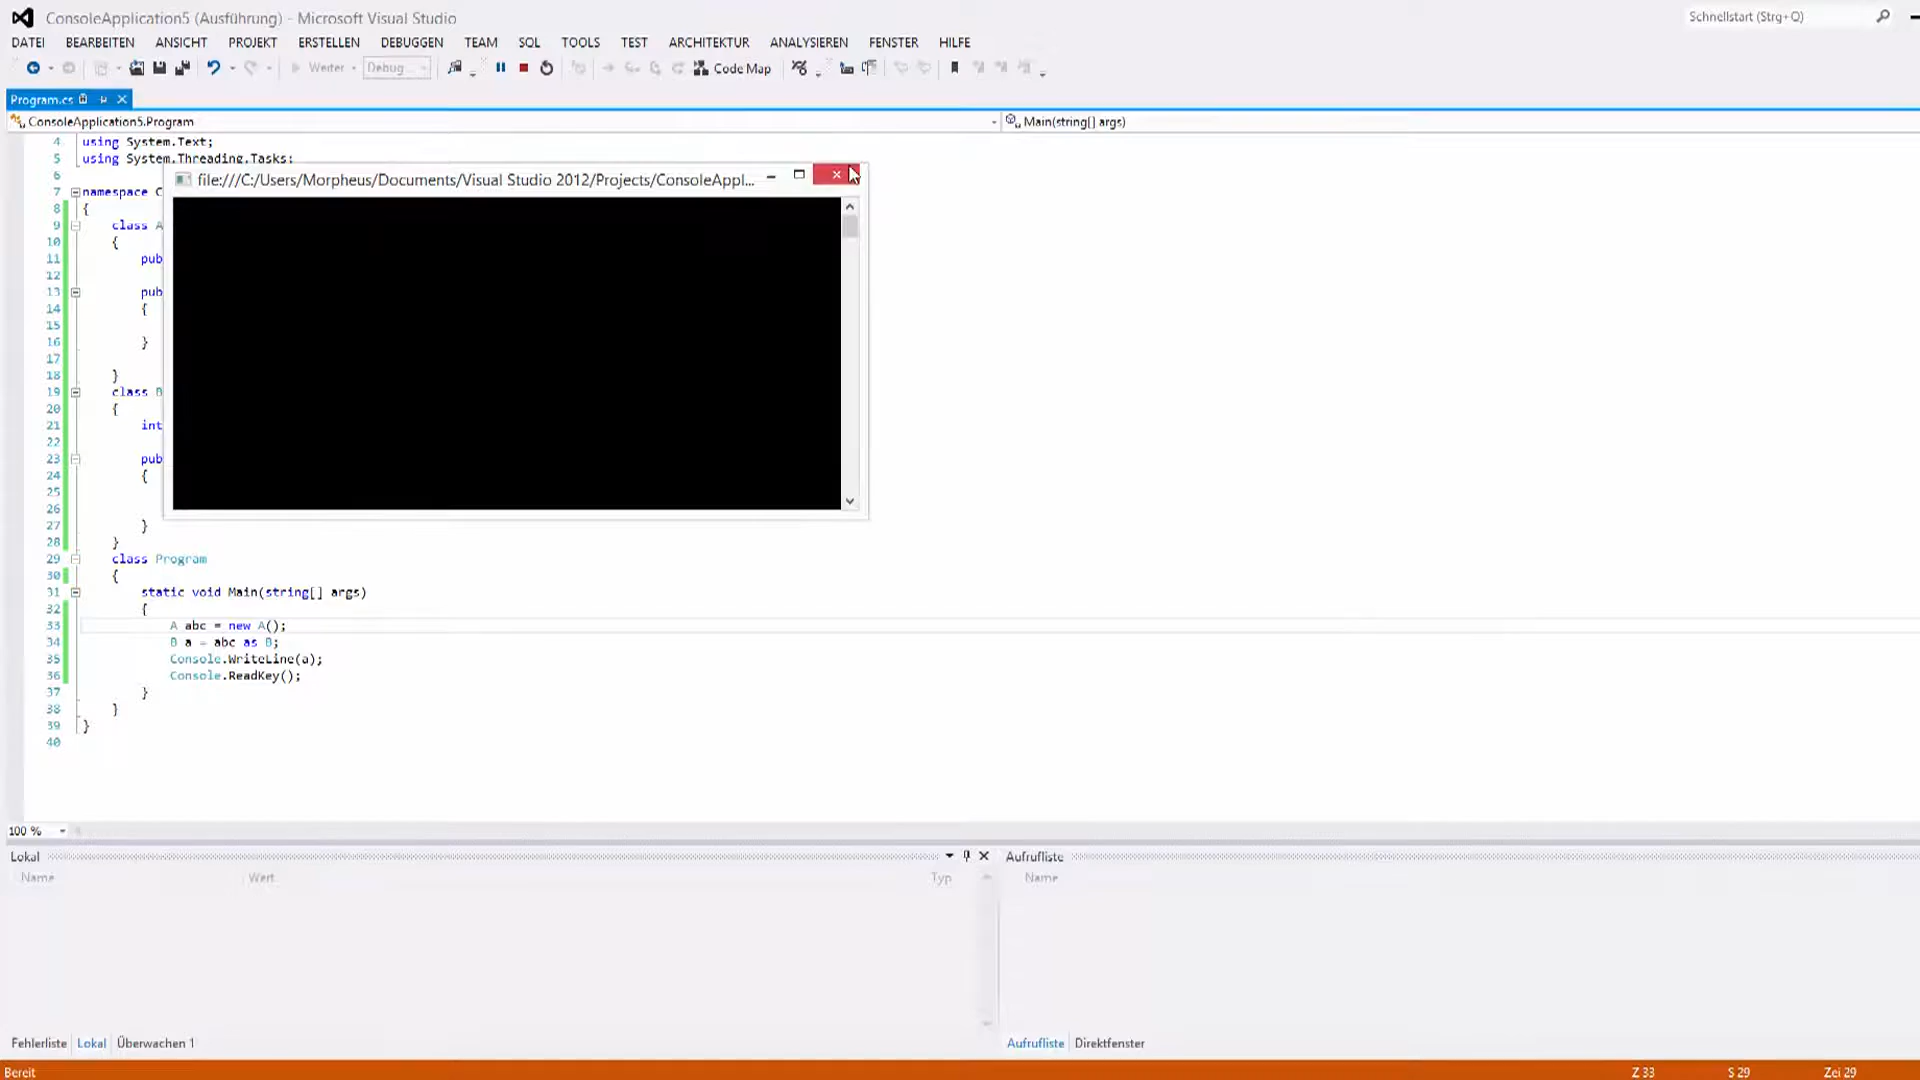 ConsoleApplication5 (Ausführung) - Microsoft Visual Studio
Schnellstart (Strg+Q)
DATEI BEARBEITEN ANSICHT PROJEKT ERSTELLEN DEBUGGEN TEAM SQL TOOLS TEST ARCHITEKTUR ANALYSIEREN FENSTER HILFE
Weiter Debug Code Map
Program.cs
ConsoleApplication5.Program Main(string[] args)
4 using System.Text;
5 using System.Threading.Tasks;
6
file:///C:/Users/Morpheus/Documents/Visual Studio 2012/Projects/ConsoleAppl...
7 namespace C
8 {
9 class A
10 {
11 pub
12
13 pub
14 {
15
16 }
17
18 }
19 class B
20 {
21 int
22
23 pub
24 {
25
26
27 }
28 }
29 class Program
30 {
31 static void Main(string[] args)
32 {
33 A abc = new A();
34 B a = abc as B;
35 Console.WriteLine(a);
36 Console.ReadKey();
37 }
38 }
39 }
40
100 %
Lokal Aufrufliste
Name Wert Typ Name
Fehlerliste Lokal Überwachen 1 Aufrufliste Direktfenster
Bereit Z 33 S 29 Zei 29